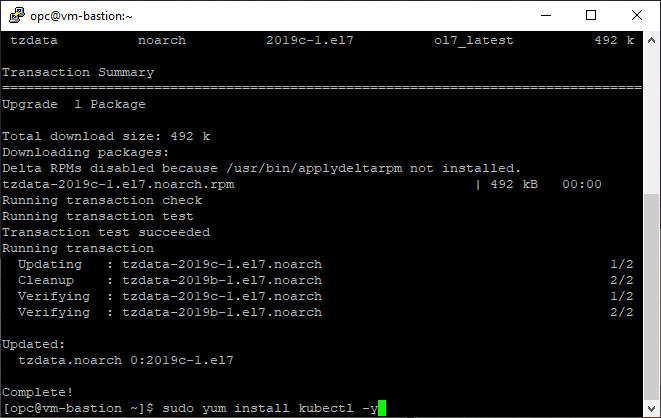 opc@vm-bastion:~
tzdata noarch 2019c-1.el7 ol7_latest 492 k
Transaction Summary
================================================================================
Upgrade  1 Package
Total download size: 492 k
Downloading packages:
Delta RPMs disabled because /usr/bin/applydeltarpm not installed.
tzdata-2019c-1.el7.noarch.rpm | 492 kB 00:00
Running transaction check
Running transaction test
Transaction test succeeded
Running transaction
Updating : tzdata-2019c-1.el7.noarch 1/2
Cleanup : tzdata-2019b-1.el7.noarch 2/2
Verifying : tzdata-2019c-1.el7.noarch 1/2
Verifying : tzdata-2019b-1.el7.noarch 2/2
Updated:
tzdata.noarch 0:2019c-1.el7
Complete!
[opc@vm-bastion ~]$ sudo yum install kubectl -y